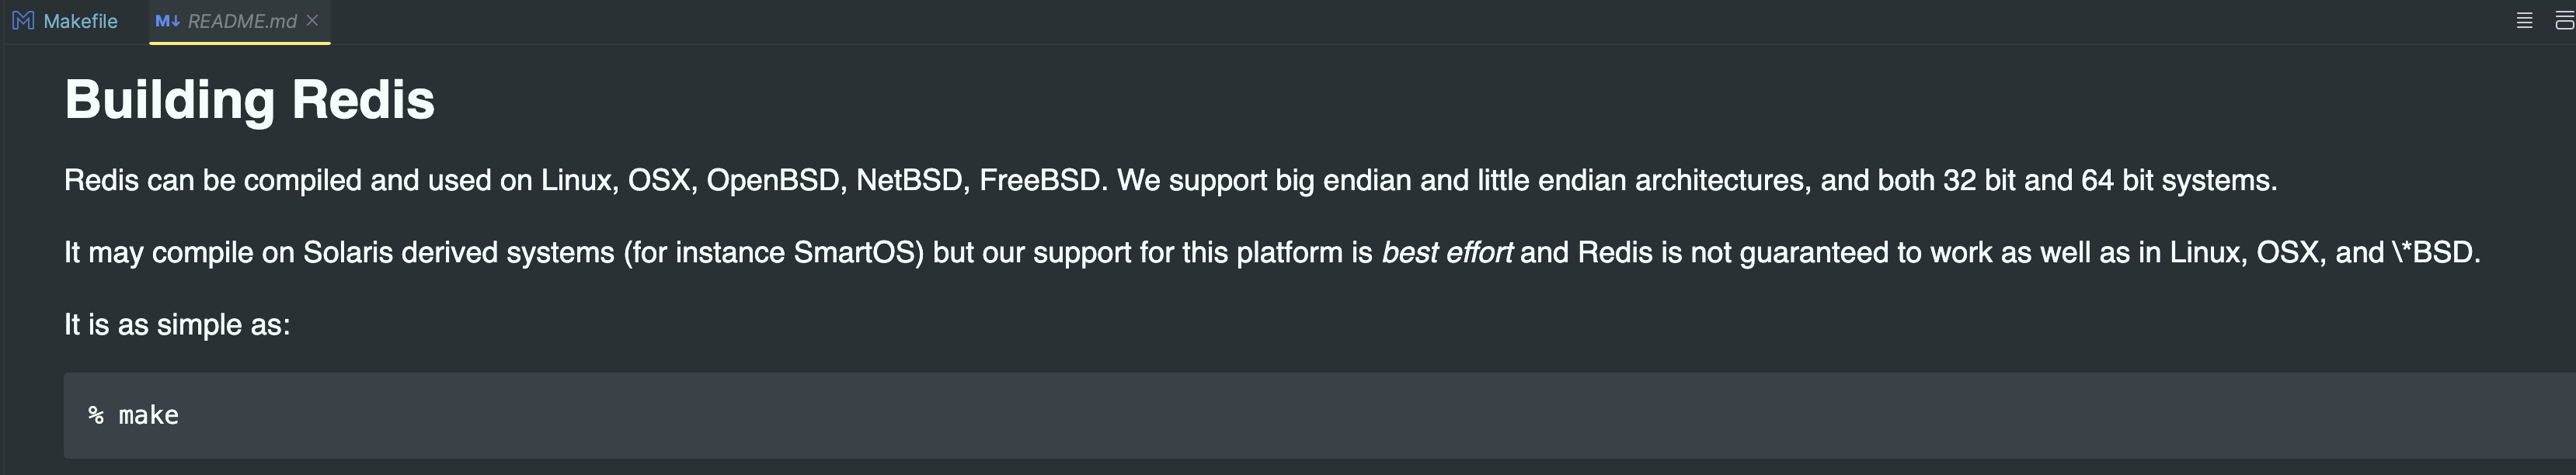 Makefile
M↓ README.md
Building Redis
Redis can be compiled and used on Linux, OSX, OpenBSD, NetBSD, FreeBSD. We support big endian and little endian architectures, and both 32 bit and 64 bit systems.
It may compile on Solaris derived systems (for instance SmartOS) but our support for this platform is best effort and Redis is not guaranteed to work as well as in Linux, OSX, and \*BSD.
It is as simple as:
% make